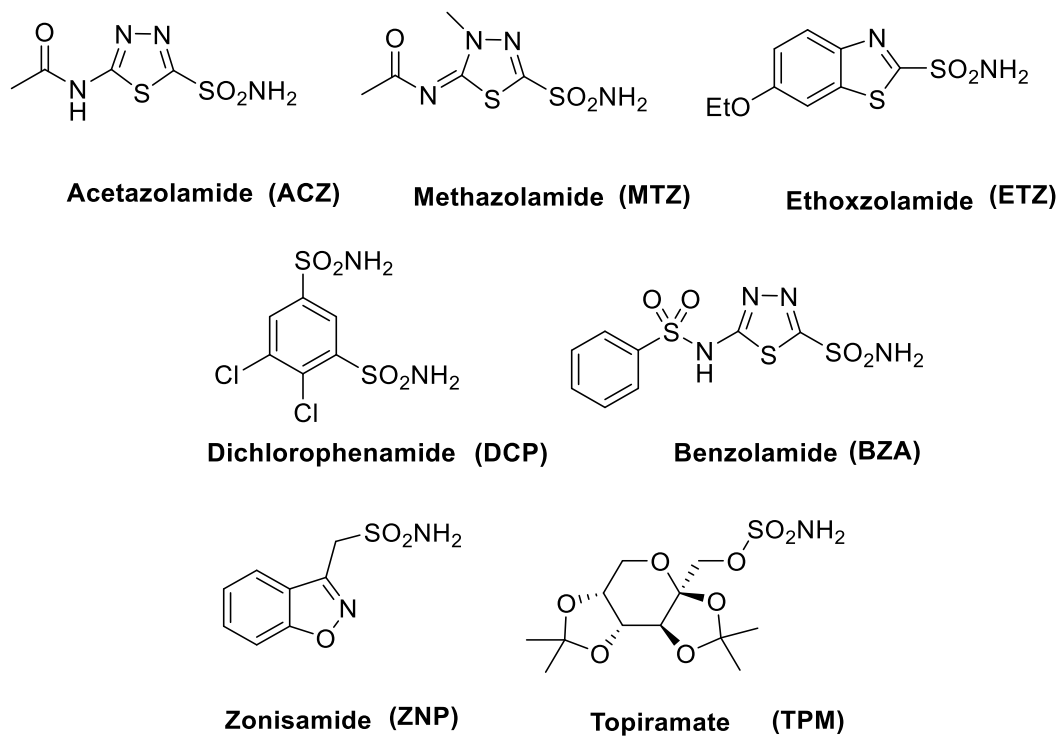 O
N
N
N
H
S
SO2NH2
Acetazolamide (ACZ)
O
N
N
N
S
SO2NH2
Methazolamide (MTZ)
N
S
EtO
SO2NH2
Ethoxzolamide (ETZ)
SO2NH2
SO2NH2
Cl
Cl
Dichlorophenamide (DCP)
O
O
S
N
H
N
N
S
SO2NH2
Benzolamide (BZA)
SO2NH2
N
O
Zonisamide (ZNP)
SO2NH2
O
O
O
O
O
O
Topiramate (TPM)